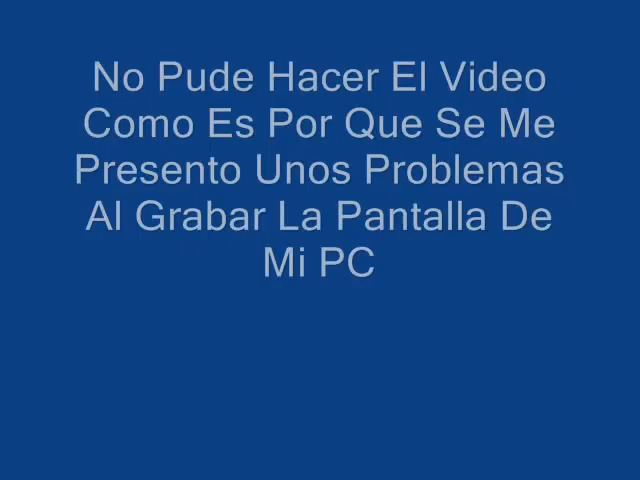 No Pude Hacer El Video
Como Es Por Que Se Me
Presento Unos Problemas
Al Grabar La Pantalla De
Mi PC